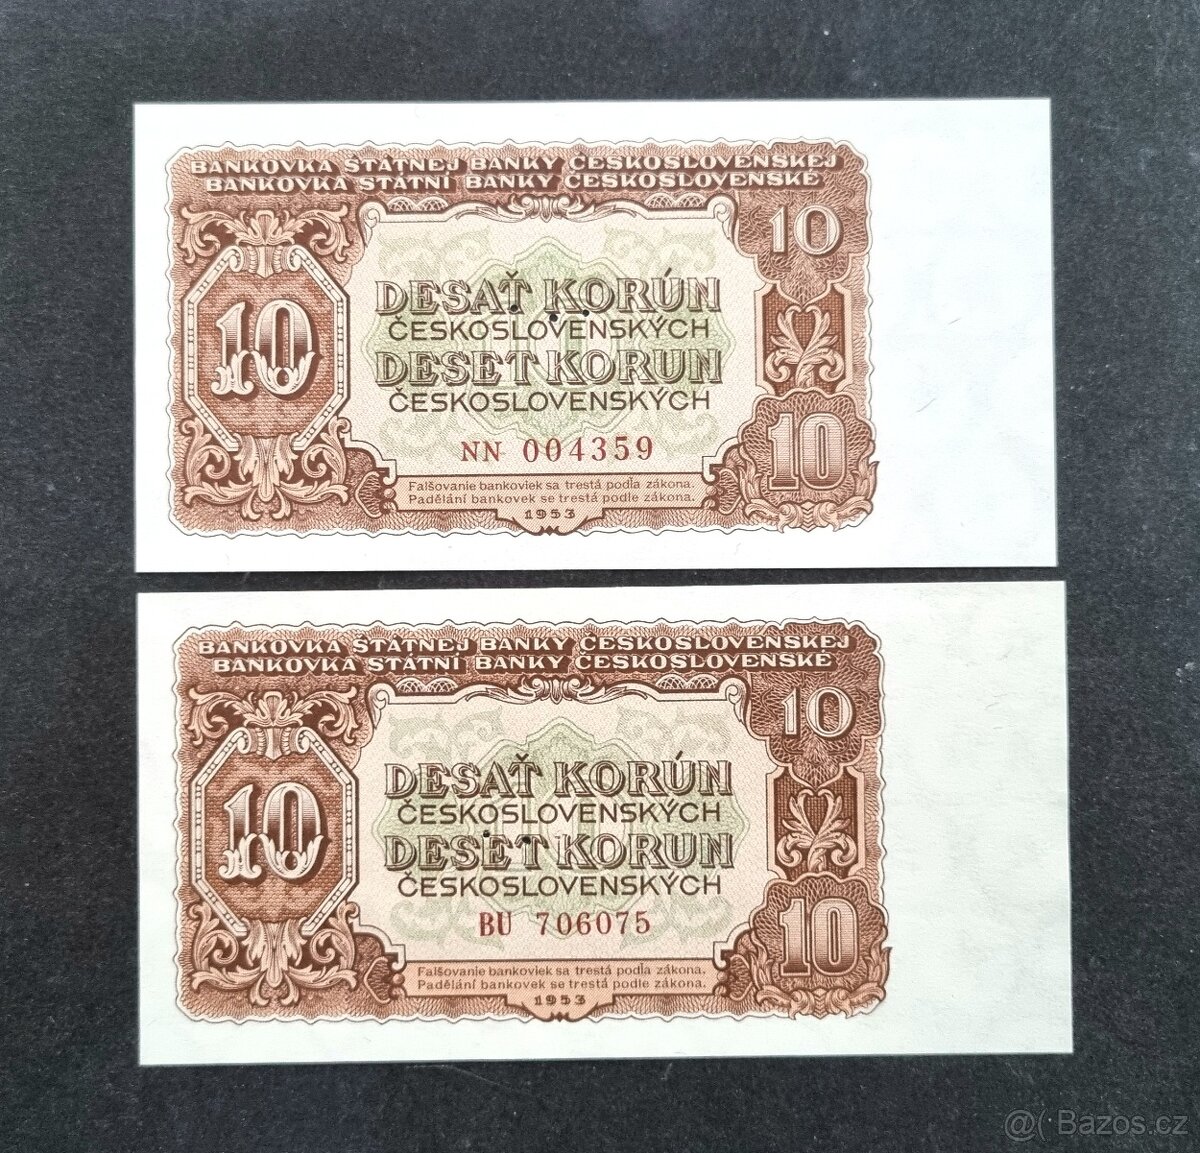 BANKOVKA ŠTÁTNEJ BANKY ČESKOSLOVENSKEJ
BANKOVKA STÁTNÍ BANKY ČESKOSLOVENSKÉ
10
10
DESAŤ KORÚN
ČESKOSLOVENSKÝCH
DESET KORUN
ČESKOSLOVENSKÝCH
10
NN 004359
Falšovanie bankoviek sa trestá podľa zákona.
Padělání bankovek se trestá podle zákona.
1953
BANKOVKA ŠTÁTNEJ BANKY ČESKOSLOVENSKEJ
BANKOVKA STÁTNÍ BANKY ČESKOSLOVENSKÉ
10
10
DESAŤ KORÚN
ČESKOSLOVENSKÝCH
DESET KORUN
ČESKOSLOVENSKÝCH
10
BU 706075
Falšovanie bankoviek sa trestá podľa zákona.
Padělání bankovek se trestá podle zákona.
1953
@( Bazos.cz